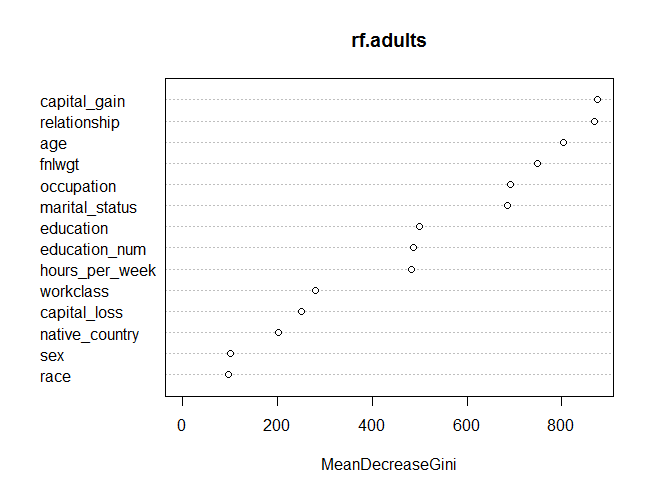 rf.adults
capital_gain
relationship
age
fnlwgt
occupation
marital_status
education
education_num
hours_per_week
workclass
capital_loss
native_country
sex
race
0 200 400 600 800
MeanDecreaseGini